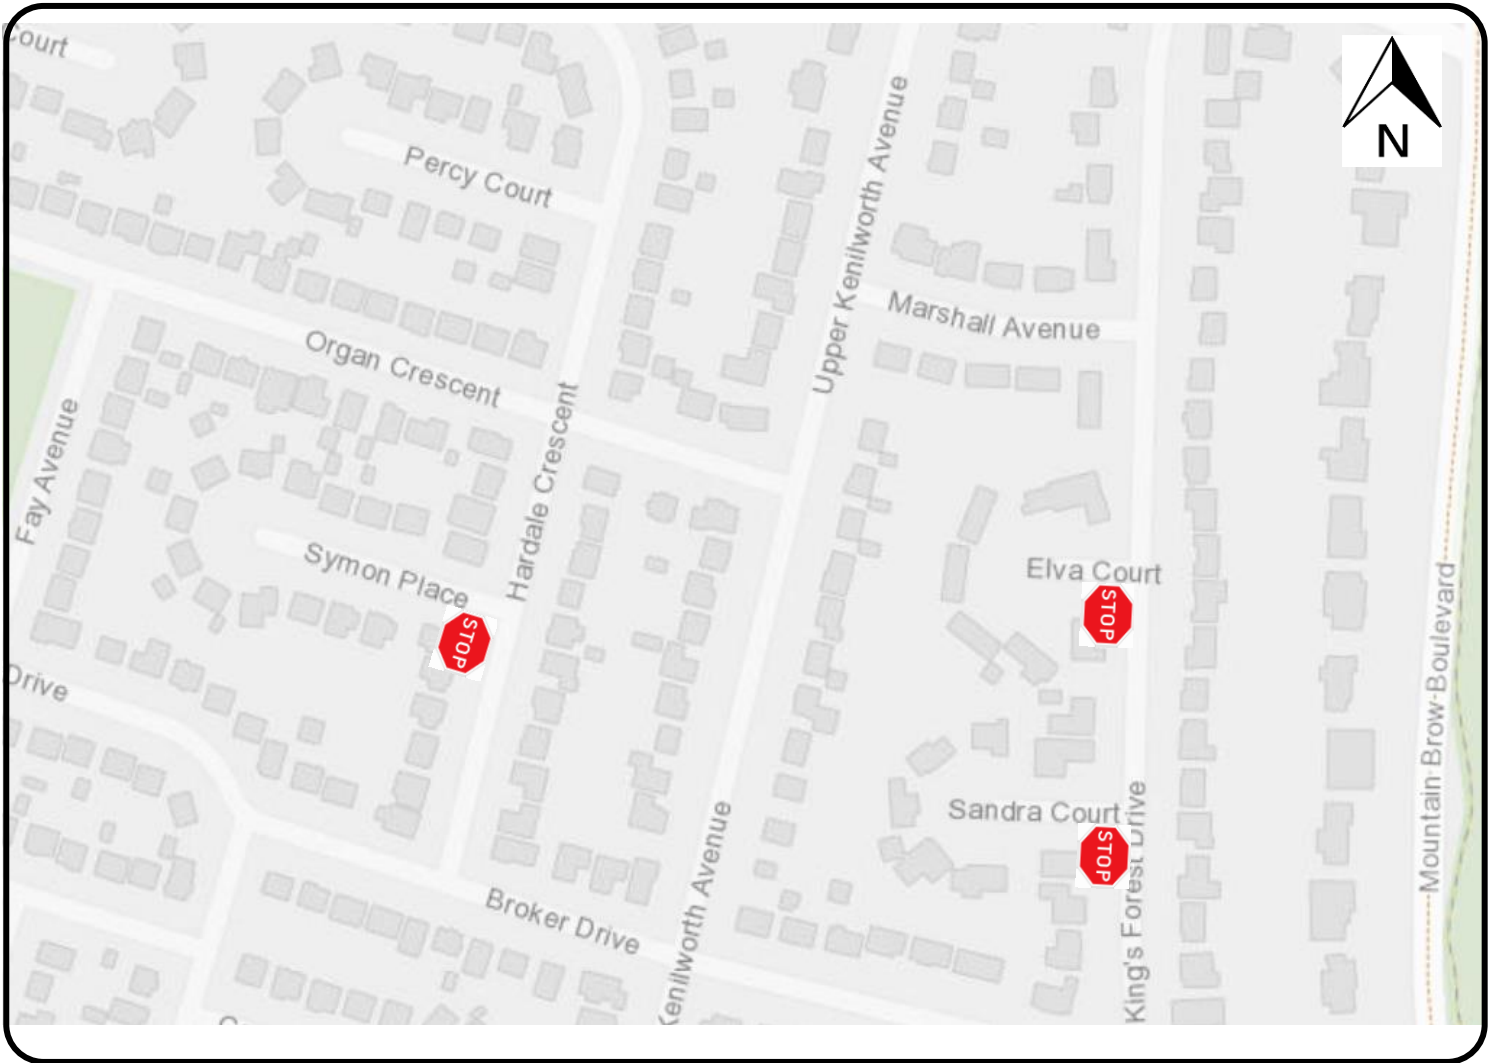 Court
N
Percy Court
Upper Kenilworth Avenue
Marshall Avenue
Organ Crescent
Fay Avenue
Hardale Crescent
Symon Place
Elva Court
STOP
STOP
Drive
Mountain Brow Boulevard
Sandra Court
STOP
King's Forest Drive
Kenilworth Avenue
Broker Drive